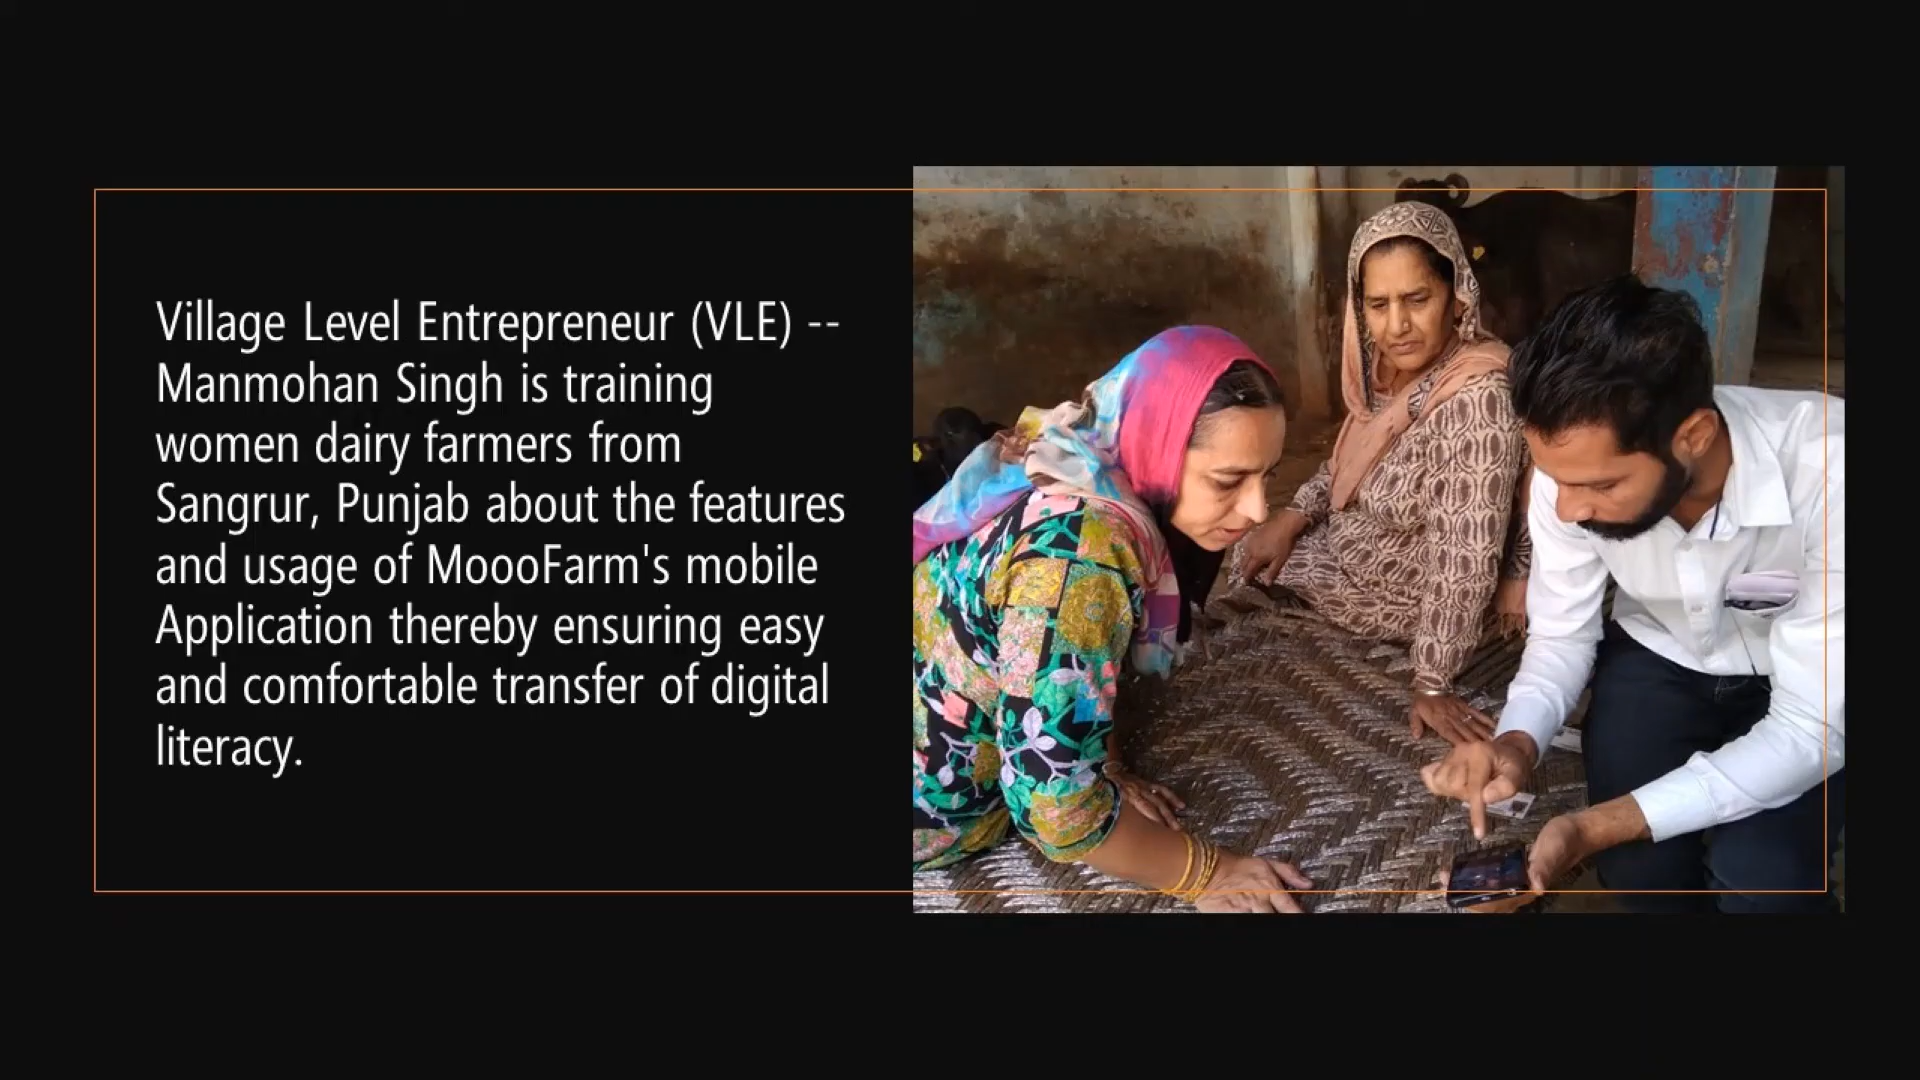 Village Level Entrepreneur (VLE) --
Manmohan Singh is training
women dairy farmers from
Sangrur, Punjab about the features
and usage of MoooFarm's mobile
Application thereby ensuring easy
and comfortable transfer of digital
literacy.